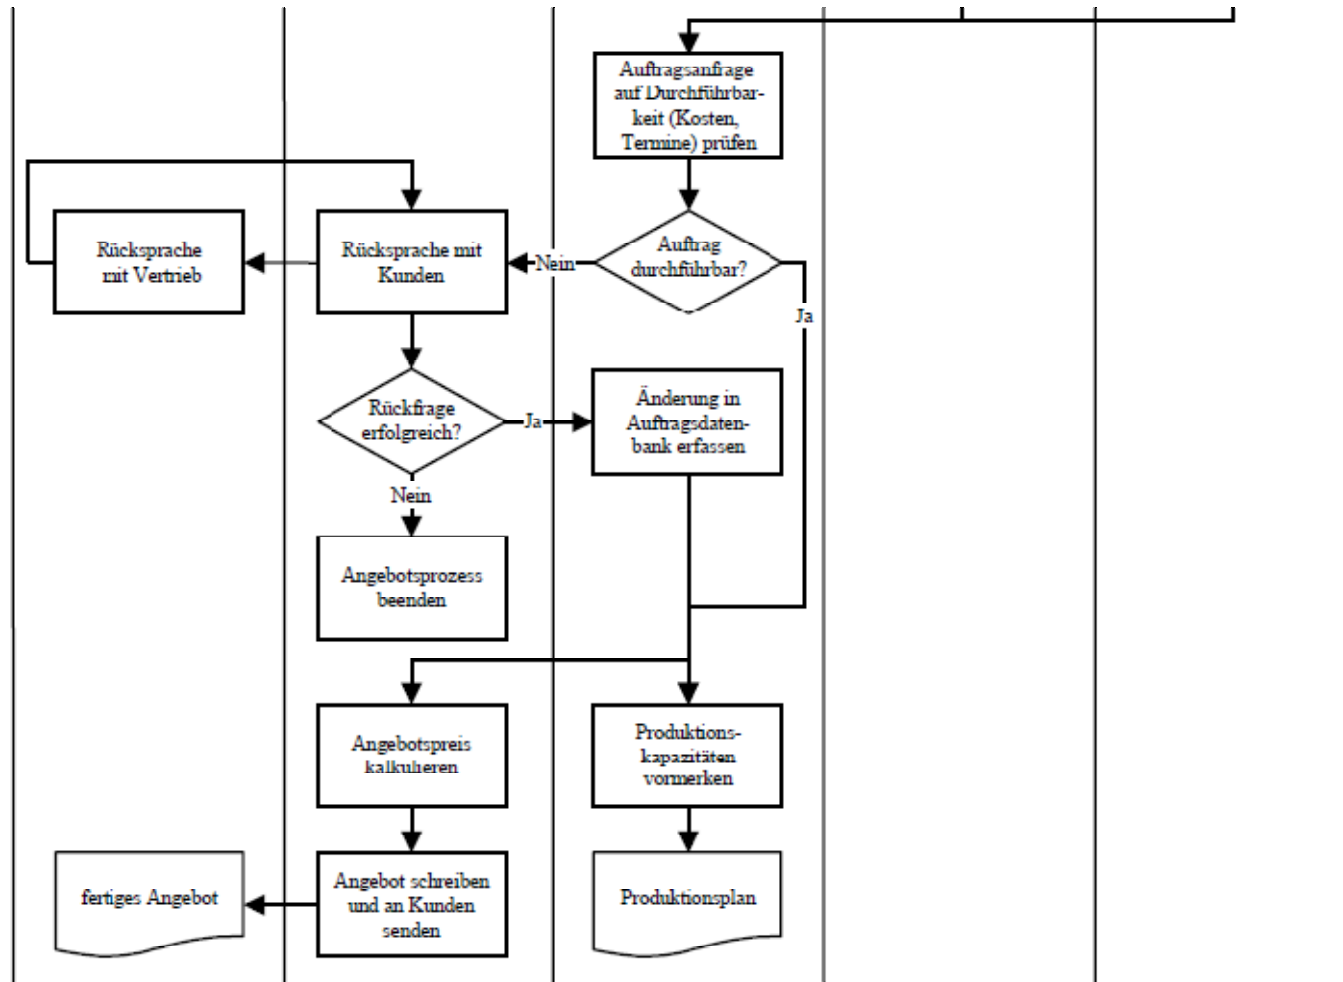 Auftragsanfrage
auf Durchführbar-
keit (Kosten,
Termine) prüfen
Rücksprache
mit Vertrieb
Rücksprache mit
Kunden
Nein
Auftrag
durchführbar?
Ja
Rückfrage
erfolgreich?
Ja
Änderung in
Auftragsdaten-
bank erfassen
Nein
Angebotsprozess
beenden
Angebotspreis
kalkulieren
Produktions-
kapazitäten
vormerken
fertiges Angebot
Angebot schreiben
und an Kunden
senden
Produktionsplan